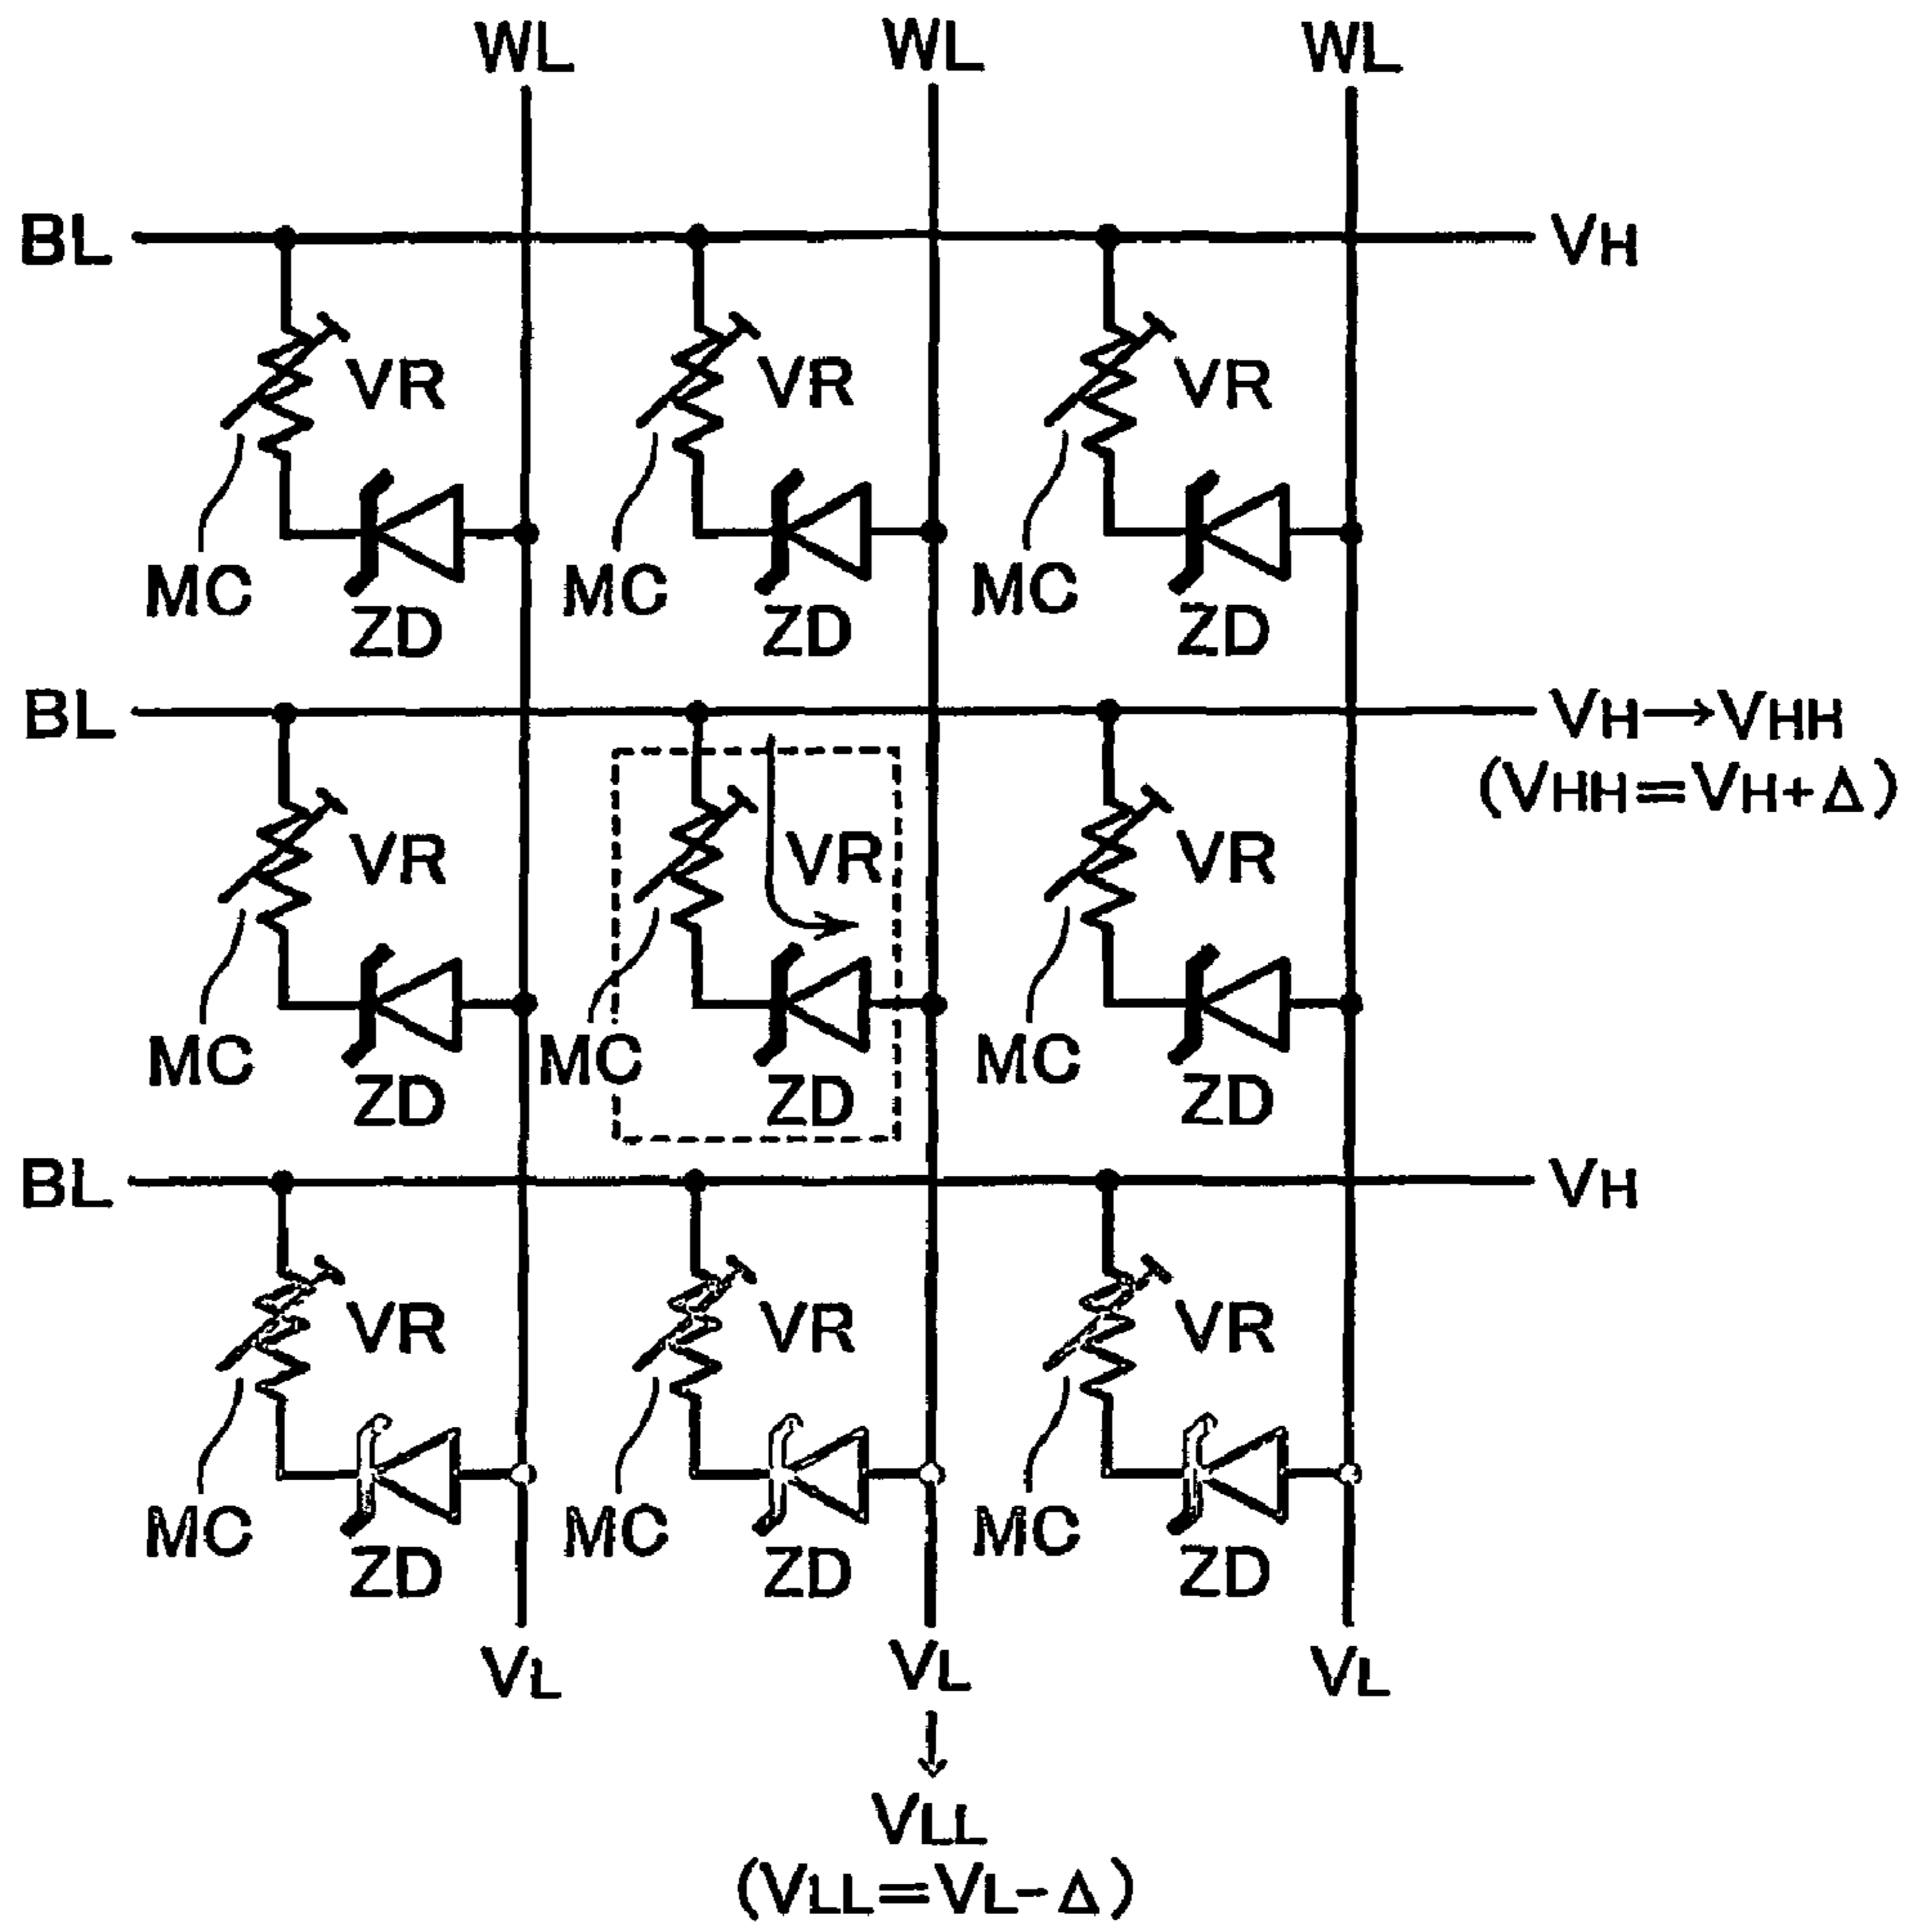 WL WL WL
BL VH
VR VR VR
MC MC MC
ZD ZD ZD
BL VH→VHH
(VHH=VH+Δ)
VR VR VR
MC MC MC
ZD ZD ZD
BL VH
VR VR VR
MC MC MC
ZD ZD ZD
VL VL VL
↓
VLL
(VLL=VL-Δ)